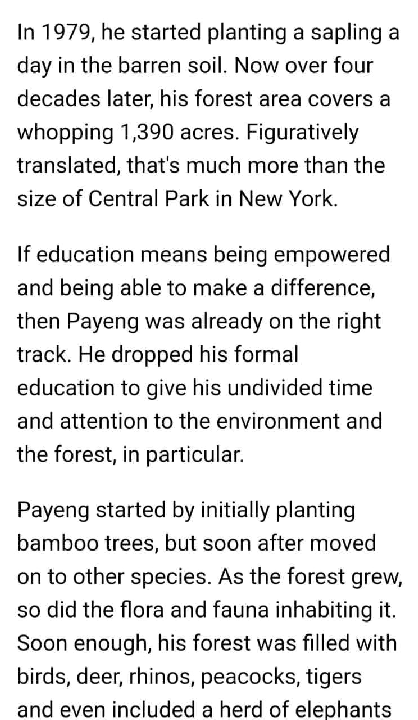 In 1979, he started planting a sapling a
day in the barren soil. Now over four
decades later, his forest area covers a
whopping 1,390 acres. Figuratively
translated, that's much more than the
size of Central Park in New York.
If education means being empowered
and being able to make a difference,
then Payeng was already on the right
track. He dropped his formal
education to give his undivided time
and attention to the environment and
the forest, in particular.
Payeng started by initially planting
bamboo trees, but soon after moved
on to other species. As the forest grew,
so did the flora and fauna inhabiting it.
Soon enough, his forest was filled with
birds, deer, rhinos, peacocks, tigers
and even included a herd of elephants